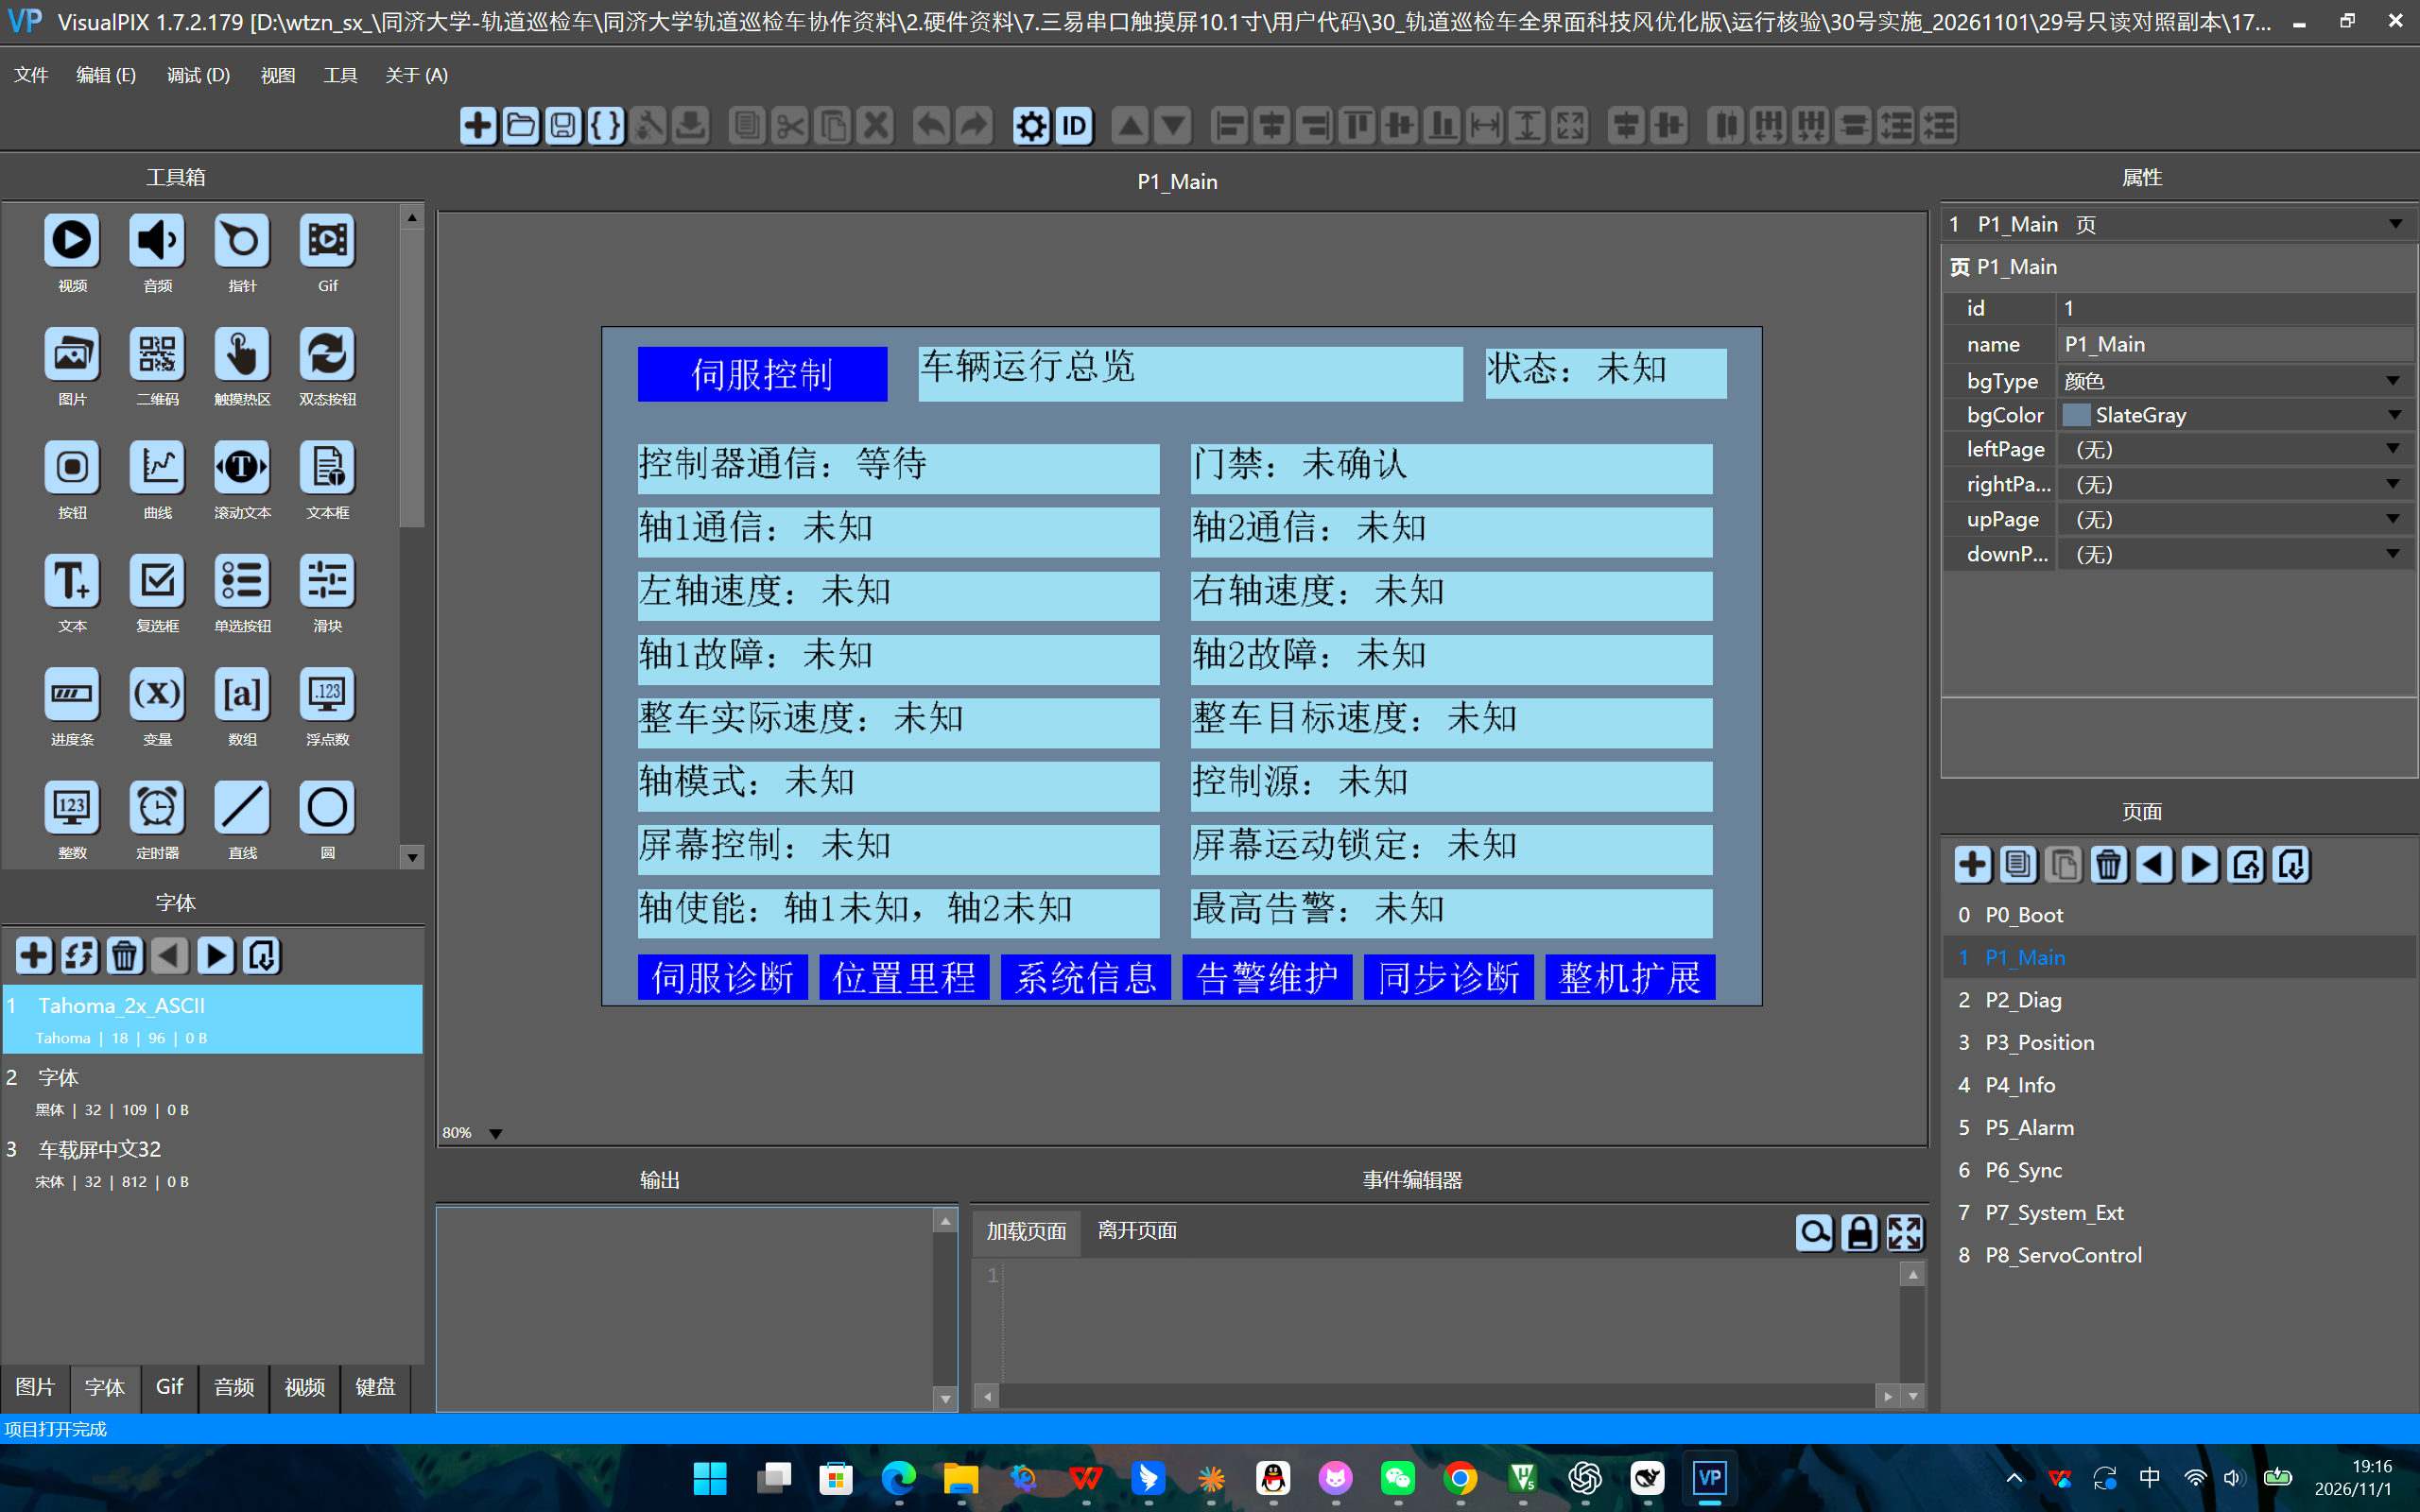 VP VisualPIX 1.7.2.179 [D:\wtzn_sx_\同济大学-轨道巡检车\同济大学轨道巡检车协作资料\2.硬件资料\7.三易串口触摸屏10.1寸\用户代码\30_轨道巡检车全界面科技风优化版\运行核验\30号实施_20261101\29号只读对照副本\17...
文件 编辑 (E) 调试 (D) 视图 工具 关于 (A)
ID
工具箱
视频 音频 指针 Gif
图片 二维码 触摸热区 双态按钮
按钮 曲线 滚动文本 文本框
文本 复选框 单选按钮 滑块
进度条 变量 数组 浮点数
整数 定时器 直线 圆
字体
1 Tahoma_2x_ASCII
Tahoma | 18 | 96 | 0 B
2 字体
黑体 | 32 | 109 | 0 B
3 车载屏中文32
宋体 | 32 | 812 | 0 B
图片 字体 Gif 音频 视频 键盘
P1_Main
伺服控制 车辆运行总览 状态：未知
控制器通信：等待 门禁：未确认
轴1通信：未知 轴2通信：未知
左轴速度：未知 右轴速度：未知
轴1故障：未知 轴2故障：未知
整车实际速度：未知 整车目标速度：未知
轴模式：未知 控制源：未知
屏幕控制：未知 屏幕运动锁定：未知
轴使能：轴1未知，轴2未知 最高告警：未知
伺服诊断 位置里程 系统信息 告警维护 同步诊断 整机扩展
80%
输出
事件编辑器
加载页面 离开页面
1
属性
1 P1_Main 页
页 P1_Main
id 1
name P1_Main
bgType 颜色
bgColor SlateGray
leftPage (无)
rightPa... (无)
upPage (无)
downP... (无)
页面
0 P0_Boot
1 P1_Main
2 P2_Diag
3 P3_Position
4 P4_Info
5 P5_Alarm
6 P6_Sync
7 P7_System_Ext
8 P8_ServoControl
项目打开完成
VP
中
19:16
2026/11/1